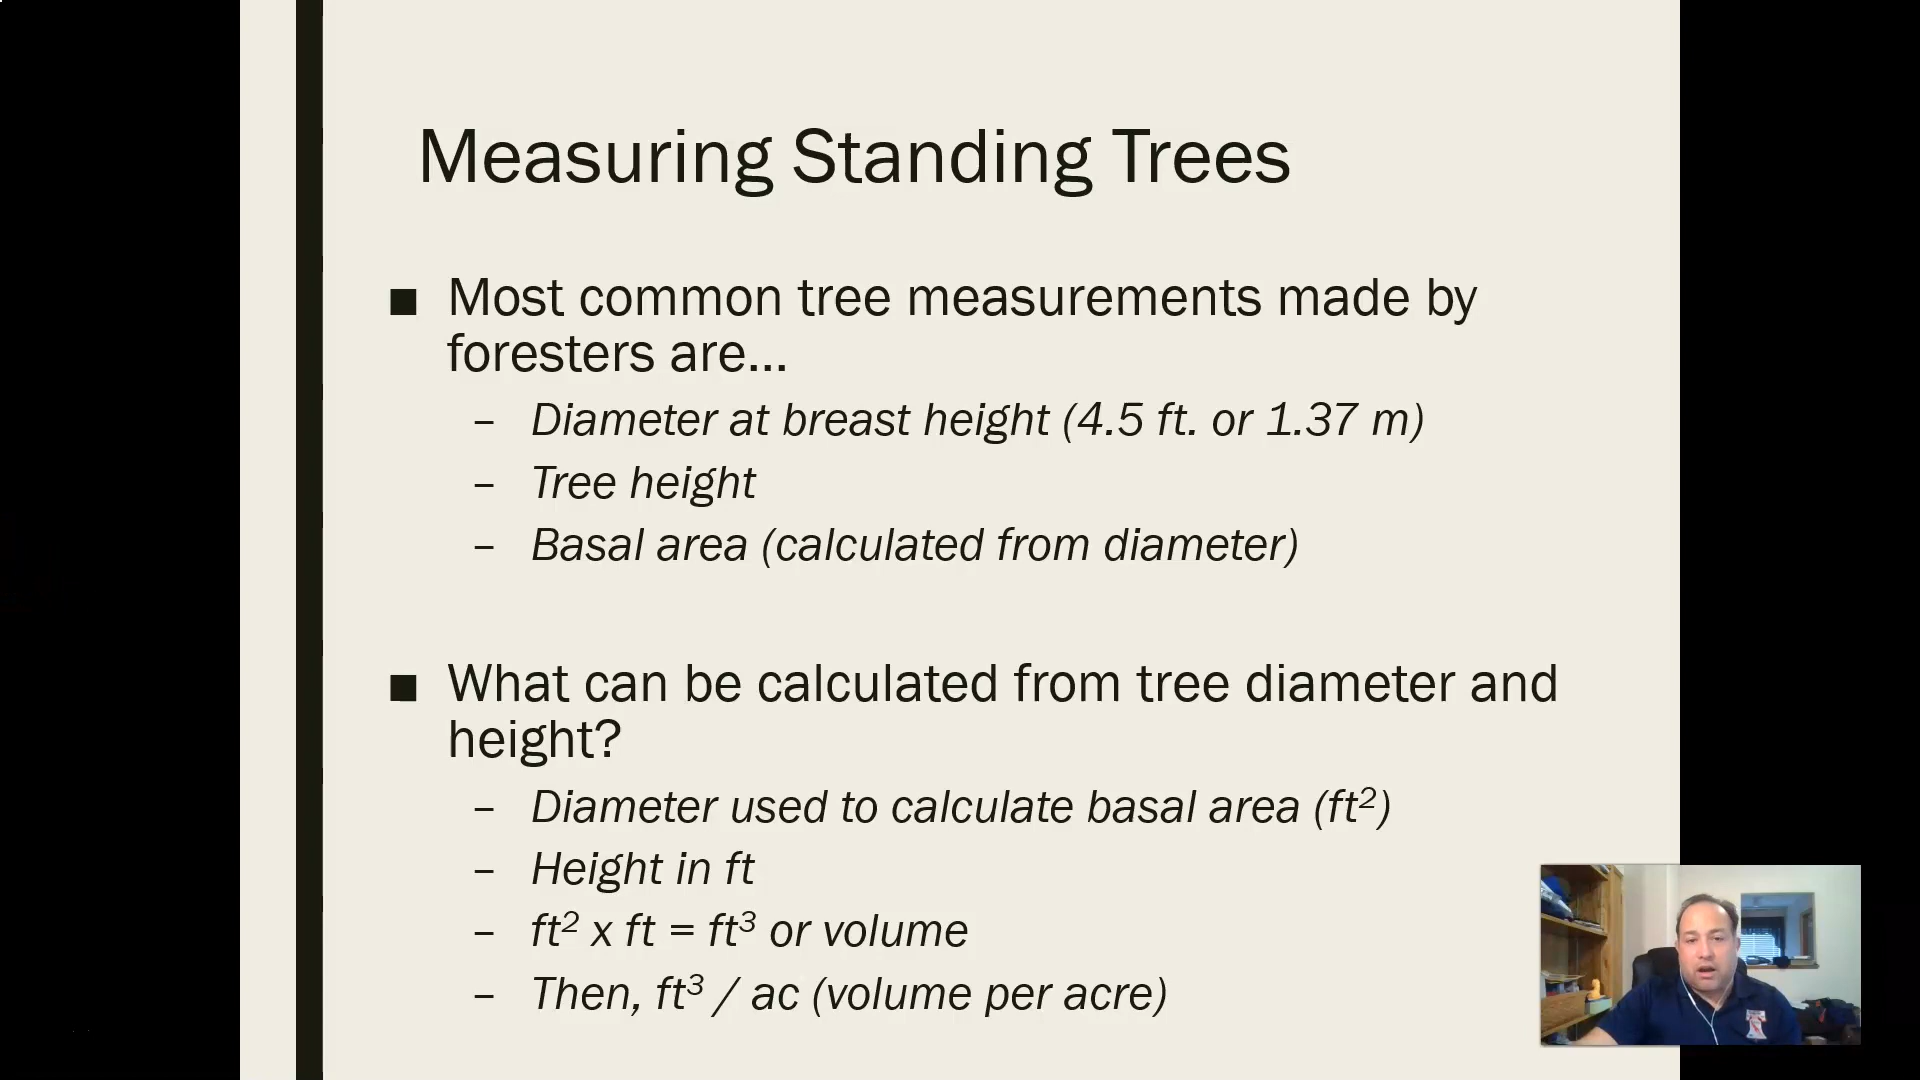 Measuring Standing Trees
■ Most common tree measurements made by
foresters are...
– Diameter at breast height (4.5 ft. or 1.37 m)
– Tree height
– Basal area (calculated from diameter)
■ What can be calculated from tree diameter and
height?
– Diameter used to calculate basal area (ft²)
– Height in ft
– ft² x ft = ft³ or volume
– Then, ft³ / ac (volume per acre)